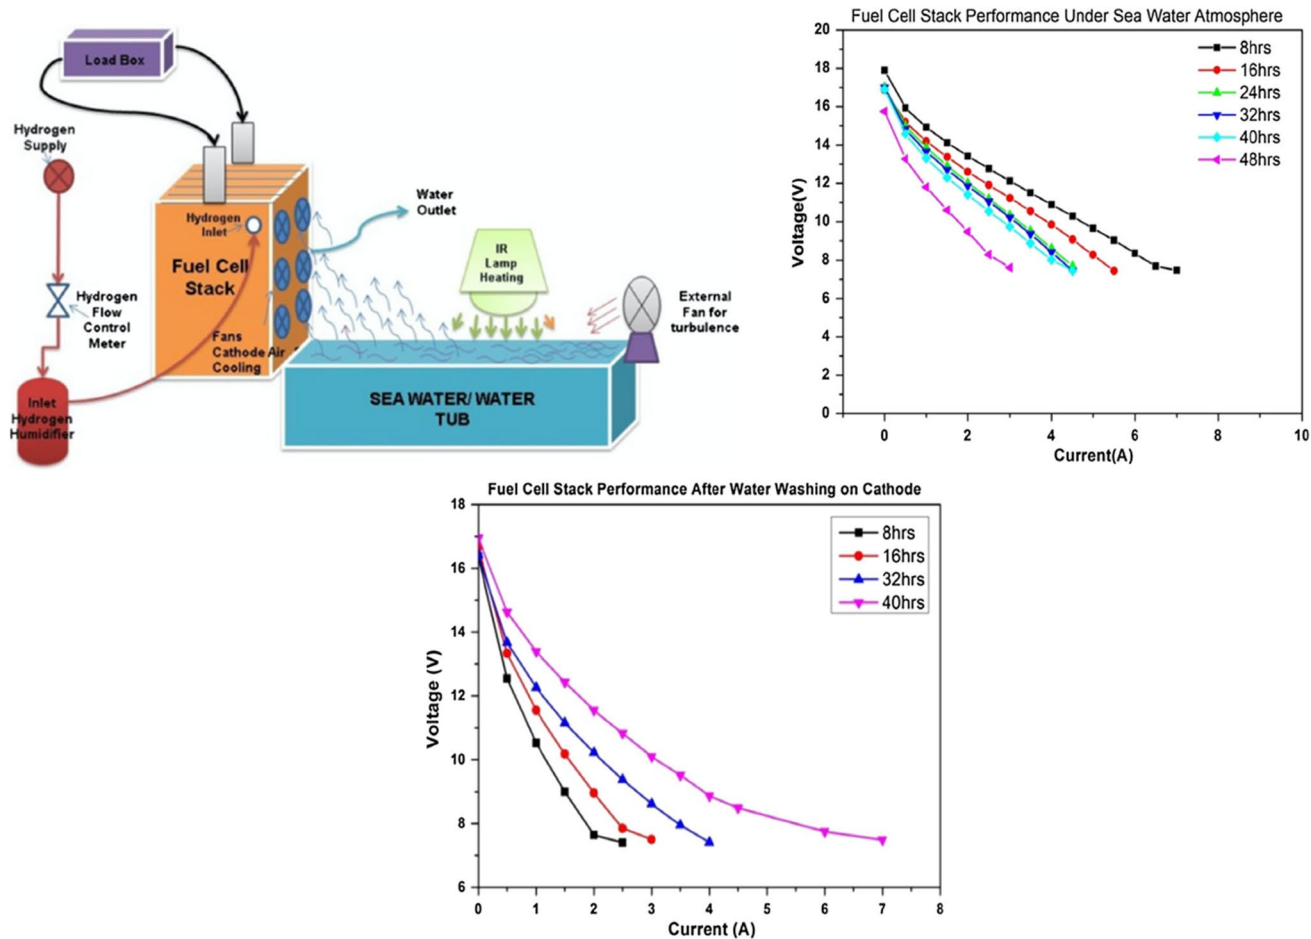 Load Box
Hydrogen
Supply
Hydrogen
Inlet
Fuel Cell
Stack
Water
Outlet
IR
Lamp
Heating
Hydrogen
Flow
Control
Meter
Fans
Cathode Air
Cooling
External
Fan for
turbulence
Inlet
Hydrogen
Humidifier
SEA WATER/ WATER
TUB
Fuel Cell Stack Performance Under Sea Water Atmosphere
20
18
16
14
12
10
8
6
4
2
0
Voltage(V)
8hrs
16hrs
24hrs
32hrs
40hrs
48hrs
0 2 4 6 8 10
Current(A)
Fuel Cell Stack Performance After Water Washing on Cathode
18
16
14
12
10
8
6
Voltage (V)
8hrs
16hrs
32hrs
40hrs
0 1 2 3 4 5 6 7 8
Current (A)